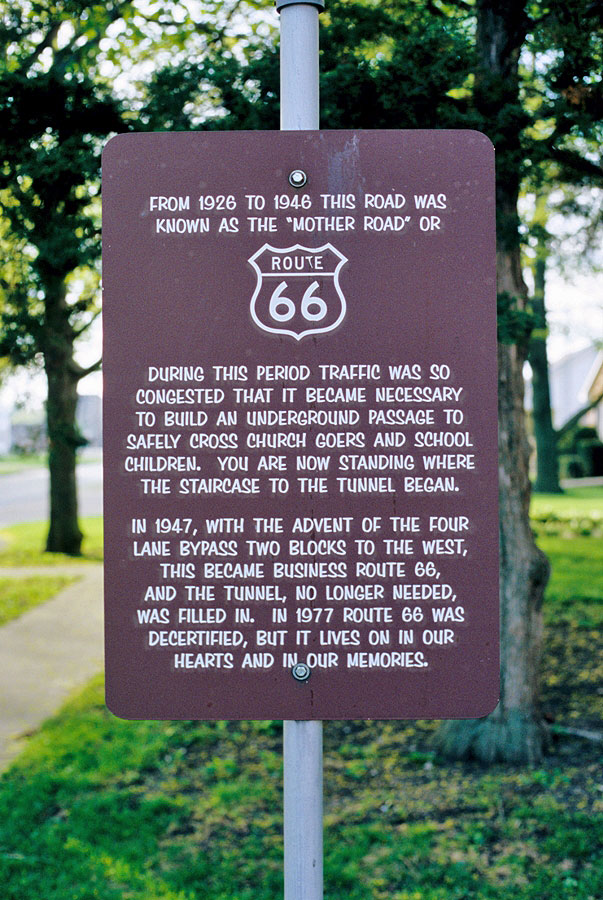 FROM 1926 TO 1946 THIS ROAD WAS
KNOWN AS THE "MOTHER ROAD" OR
ROUTE
66
DURING THIS PERIOD TRAFFIC WAS SO
CONGESTED THAT IT BECAME NECESSARY
TO BUILD AN UNDERGROUND PASSAGE TO
SAFELY CROSS CHURCH GOERS AND SCHOOL
CHILDREN. YOU ARE NOW STANDING WHERE
THE STAIRCASE TO THE TUNNEL BEGAN.
IN 1947, WITH THE ADVENT OF THE FOUR
LANE BYPASS TWO BLOCKS TO THE WEST,
THIS BECAME BUSINESS ROUTE 66,
AND THE TUNNEL, NO LONGER NEEDED,
WAS FILLED IN. IN 1977 ROUTE 66 WAS
DECERTIFIED, BUT IT LIVES ON IN OUR
HEARTS AND IN OUR MEMORIES.